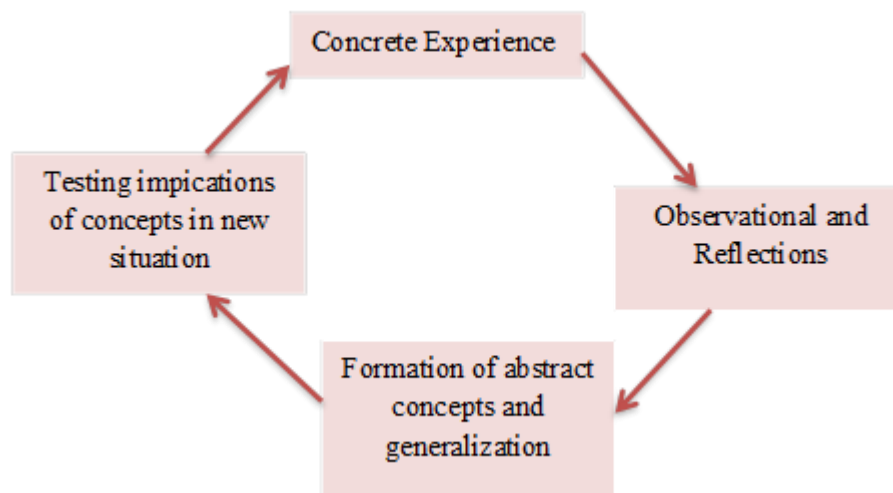 Concrete Experience
Testing impications
of concepts in new
situation
Observational and
Reflections
Formation of abstract
concepts and
generalization